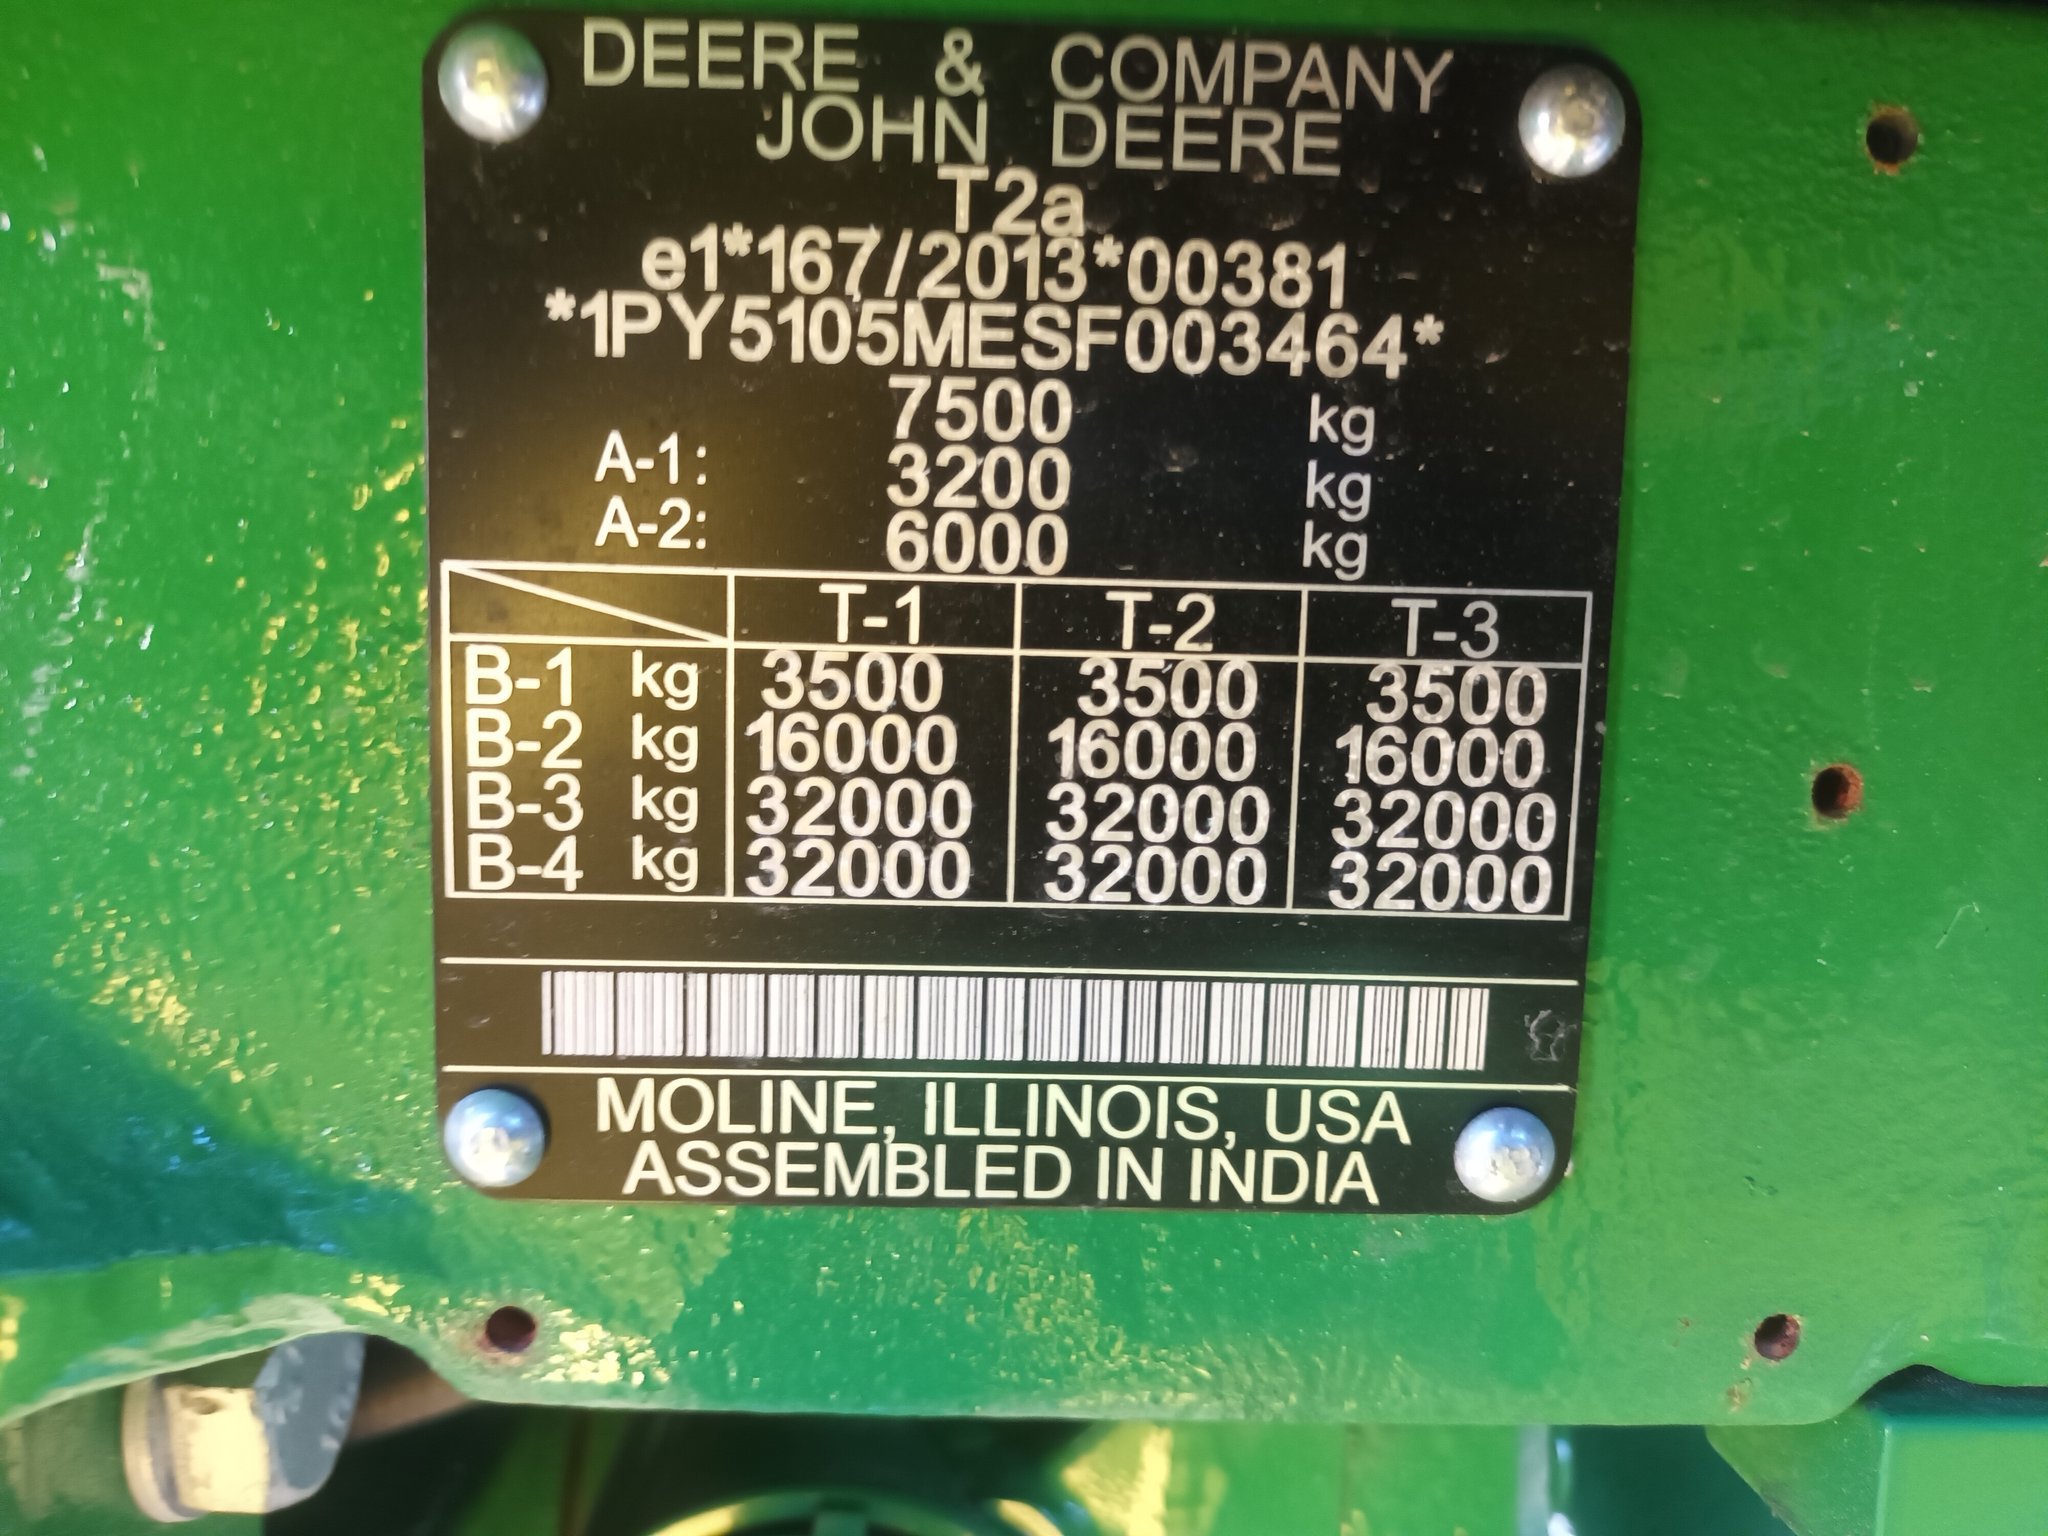 DEERE & COMPANY
JOHN DEERE
T2a
e1*167/2013*00381
*1PY5105MESF003464*
7500 kg
A-1: 3200 kg
A-2: 6000 kg
T-1 T-2 T-3
B-1 kg 3500 3500 3500
B-2 kg 16000 16000 16000
B-3 kg 32000 32000 32000
B-4 kg 32000 32000 32000
MOLINE, ILLINOIS, USA
ASSEMBLED IN INDIA